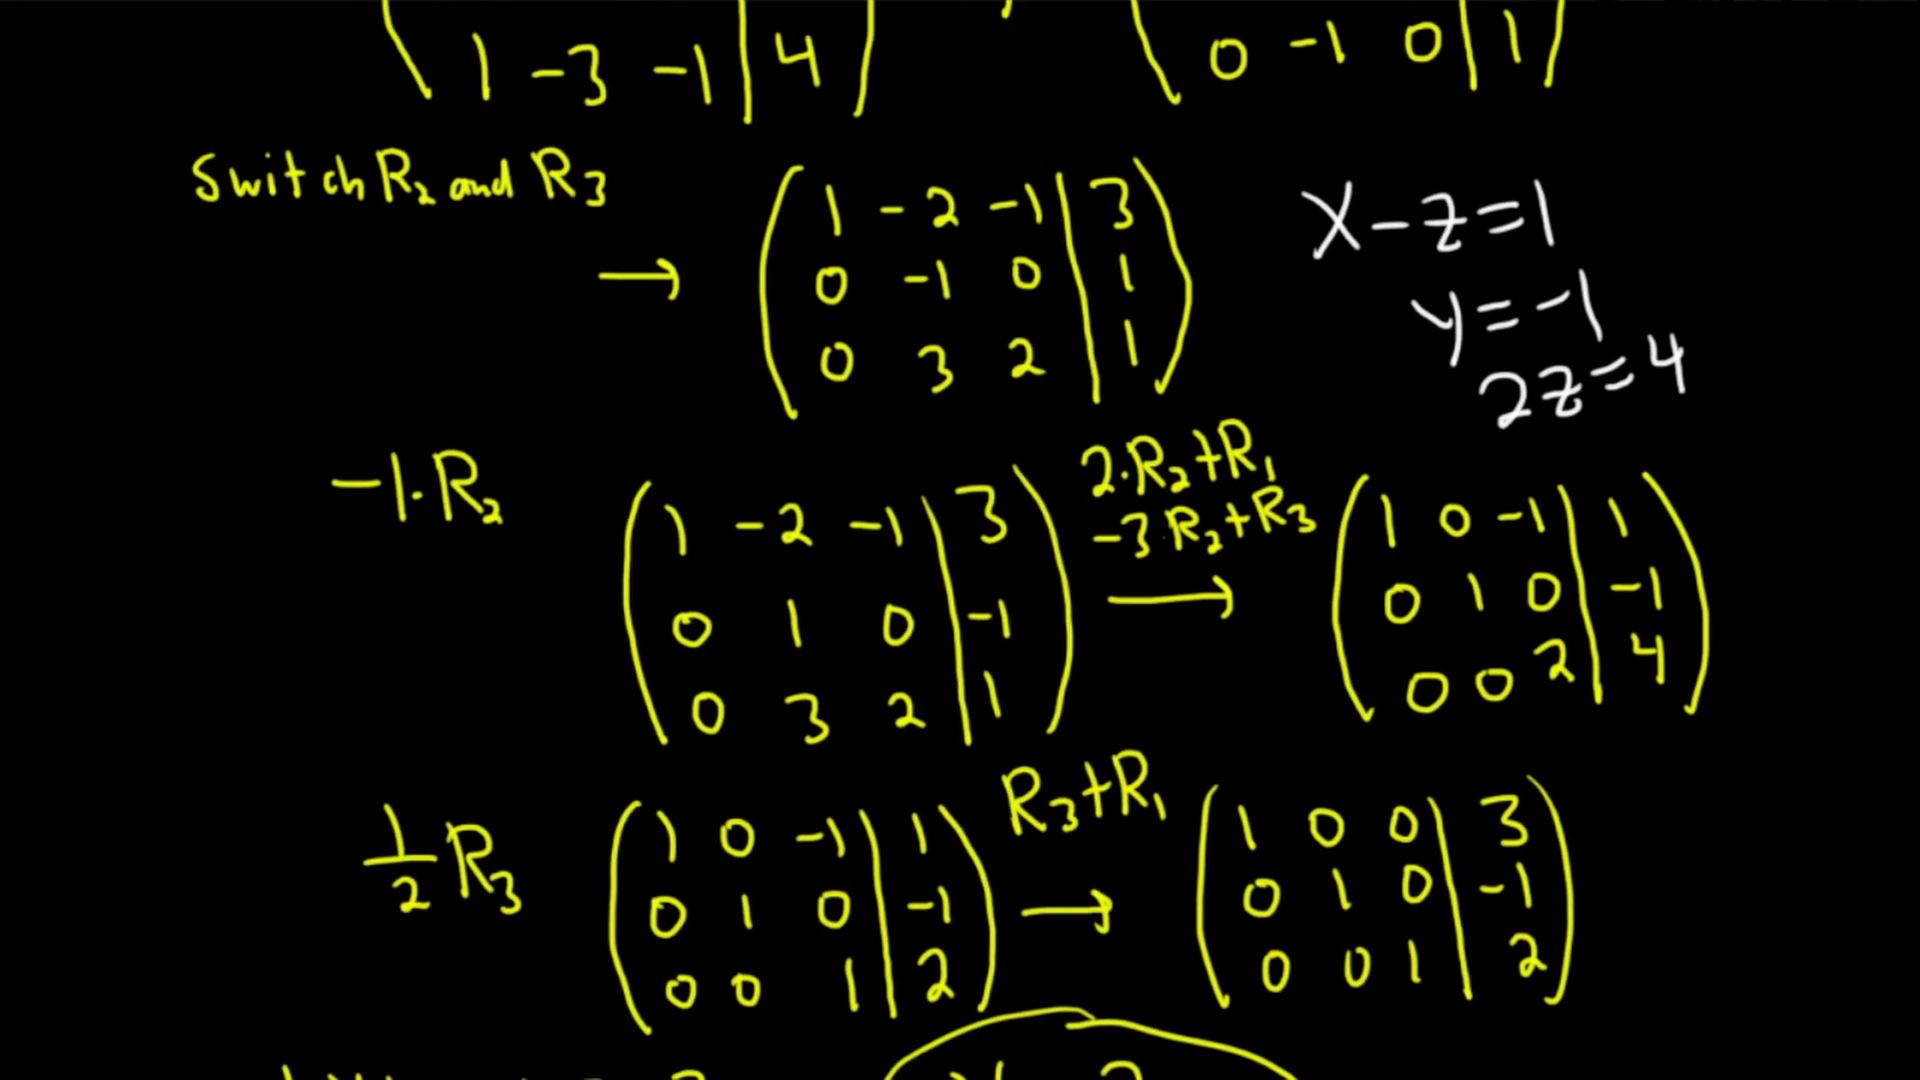 1 -3 -1 | 4
0 -1 0 | 1
Switch R₂ and R₃
→
1 -2 -1 | 3
0 -1 0 | 1
0 3 2 | 1
X-z=1
y=-1
2z=4
-1·R₂
1 -2 -1 | 3
0 1 0 | -1
0 3 2 | 1
2·R₂+R₁
-3·R₂+R₃
→
1 0 -1 | 1
0 1 0 | -1
0 0 2 | 4
1/2 R₃
1 0 -1 | 1
0 1 0 | -1
0 0 1 | 2
R₃+R₁
→
1 0 0 | 3
0 1 0 | -1
0 0 1 | 2